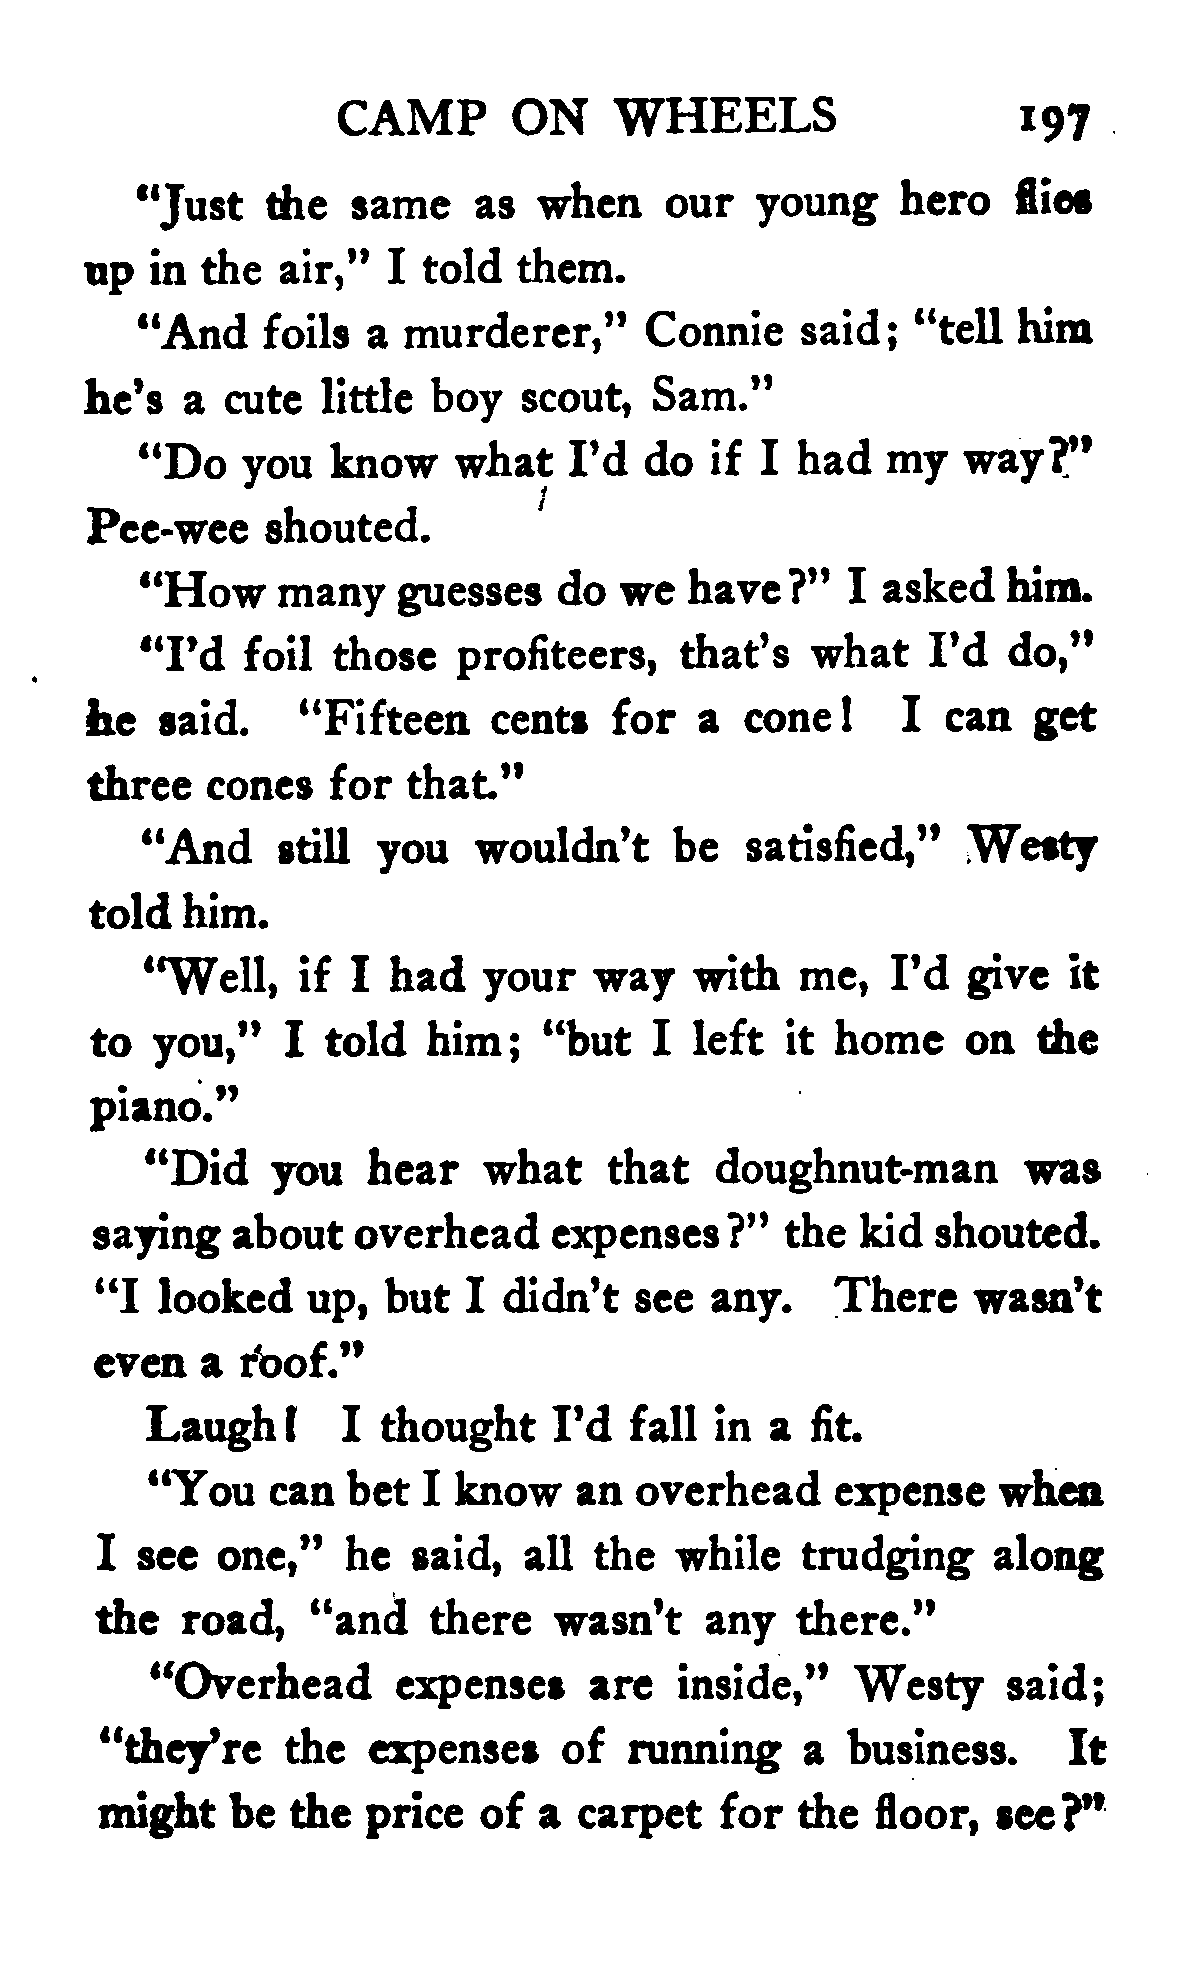 CAMP ON WHEELS 197
“Just the same as when our young hero flies
up in the air,” I told them.
“And foils a murderer,” Connie said; “tell him
he’s a cute little boy scout, Sam.”
“Do you know what I’d do if I had my way?”
Pee-wee shouted.
“How many guesses do we have?” I asked him.
“I’d foil those profiteers, that’s what I’d do,”
he said. “Fifteen cents for a cone! I can get
three cones for that.”
“And still you wouldn’t be satisfied,” Westy
told him.
“Well, if I had your way with me, I’d give it
to you,” I told him; “but I left it home on the
piano.”
“Did you hear what that doughnut-man was
saying about overhead expenses?” the kid shouted.
“I looked up, but I didn’t see any. There wasn’t
even a roof.”
Laugh! I thought I’d fall in a fit.
“You can bet I know an overhead expense when
I see one,” he said, all the while trudging along
the road, “and there wasn’t any there.”
“Overhead expenses are inside,” Westy said;
“they’re the expenses of running a business. It
might be the price of a carpet for the floor, see?”